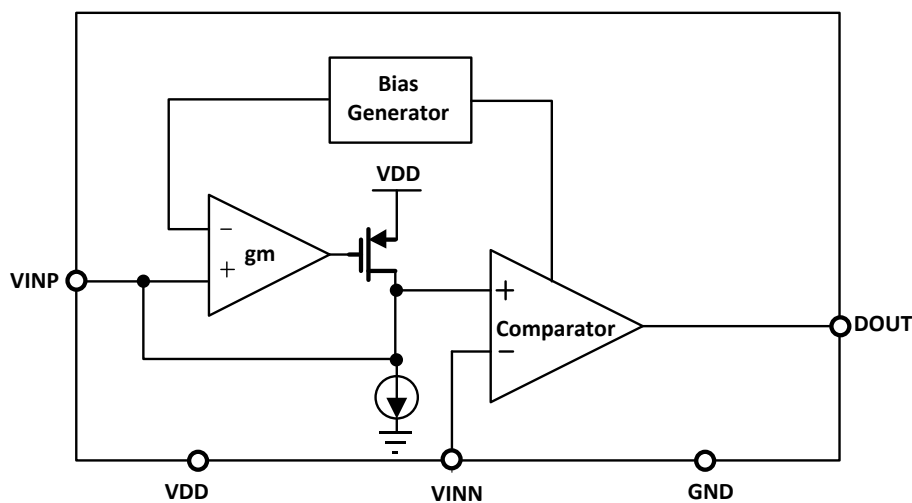 Bias
Generator
VDD
−
gm
+
VINP
+
Comparator
−
DOUT
VDD
VINN
GND